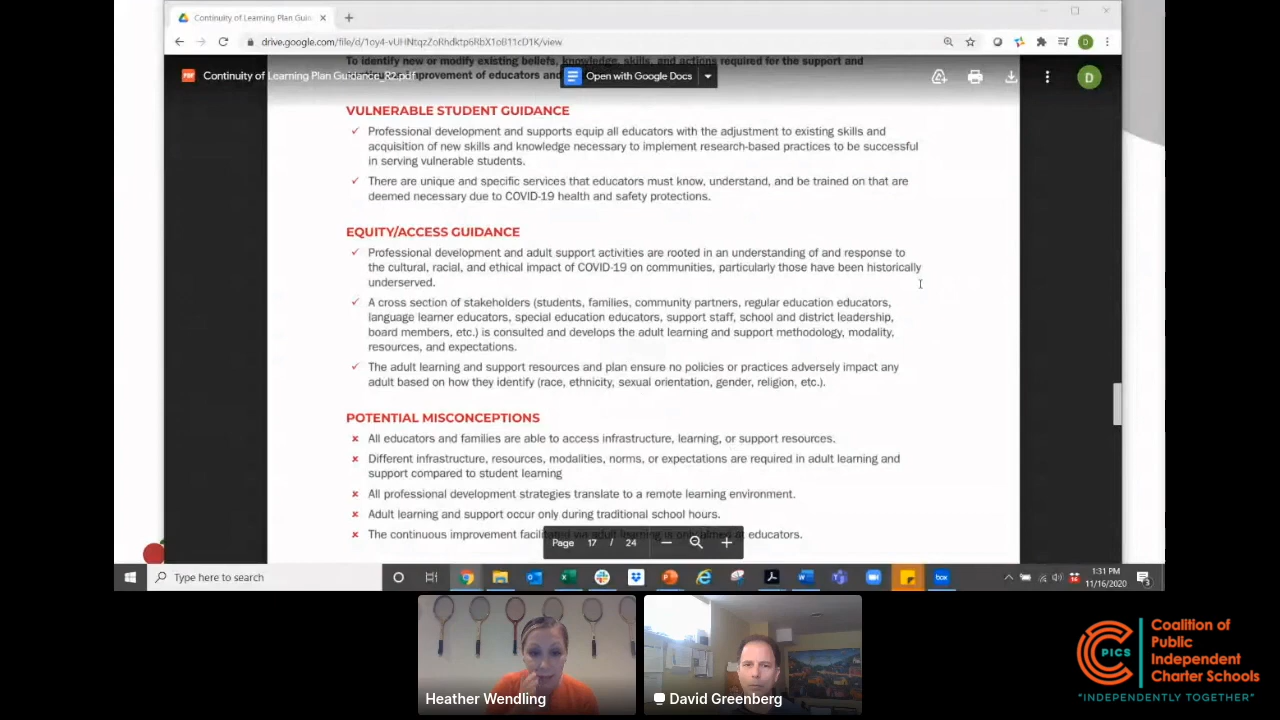 Continuity of Learning Plan Guid
drive.google.com/file/d/1oy4-vUHNtqzZoRhdktp6RbX1oB11cD1K/view
D
To identify new or modify existing beliefs, knowledge, skills, and actions required for the support and
Continuity of Learning Plan Guidance_R2.pdf
improvement of educators and
Open with Google Docs
D
VULNERABLE STUDENT GUIDANCE
✓ Professional development and supports equip all educators with the adjustment to existing skills and
acquisition of new skills and knowledge necessary to implement research-based practices to be successful
in serving vulnerable students.
✓ There are unique and specific services that educators must know, understand, and be trained on that are
deemed necessary due to COVID-19 health and safety protections.
EQUITY/ACCESS GUIDANCE
✓ Professional development and adult support activities are rooted in an understanding of and response to
the cultural, racial, and ethical impact of COVID-19 on communities, particularly those have been historically
underserved.
✓ A cross section of stakeholders (students, families, community partners, regular education educators,
language learner educators, special education educators, support staff, school and district leadership,
board members, etc.) is consulted and develops the adult learning and support methodology, modality,
resources, and expectations.
✓ The adult learning and support resources and plan ensure no policies or practices adversely impact any
adult based on how they identify (race, ethnicity, sexual orientation, gender, religion, etc.).
POTENTIAL MISCONCEPTIONS
× All educators and families are able to access infrastructure, learning, or support resources.
× Different infrastructure, resources, modalities, norms, or expectations are required in adult learning and
support compared to student learning
× All professional development strategies translate to a remote learning environment.
× Adult learning and support occur only during traditional school hours.
× The continuous improvement facilitated via adult learning is only aimed at educators.
Page 17 / 24
Type here to search
box
1:31 PM
11/16/2020
3
Heather Wendling
David Greenberg
PICS
Coalition of
Public
Independent
Charter Schools
"INDEPENDENTLY TOGETHER"